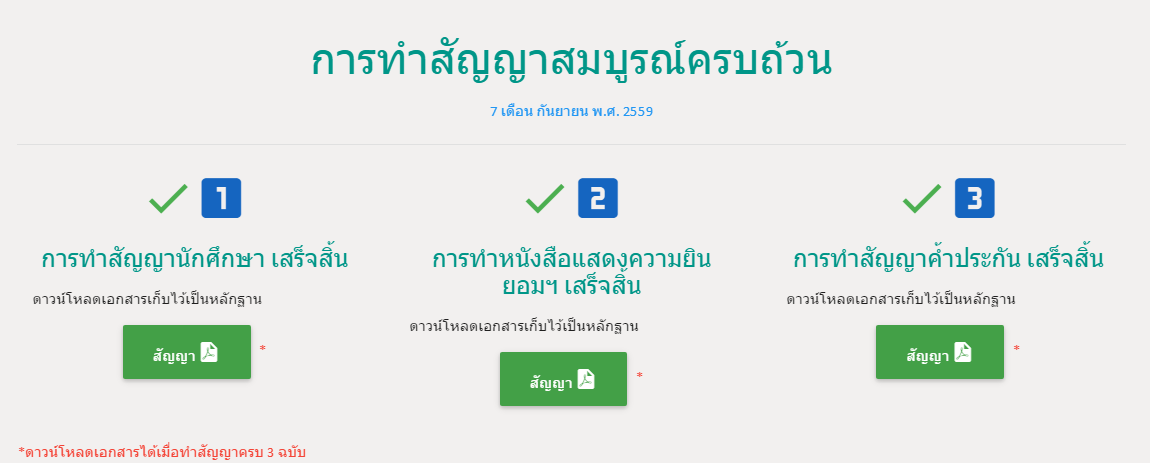 การทำสัญญาสมบูรณ์ครบถ้วน
7 เดือน กันยายน พ.ศ. 2559
1
การทำสัญญานักศึกษา เสร็จสิ้น
ดาวน์โหลดเอกสารเก็บไว้เป็นหลักฐาน
สัญญา *
2
การทำหนังสือแสดงความยิน
ยอมฯ เสร็จสิ้น
ดาวน์โหลดเอกสารเก็บไว้เป็นหลักฐาน
สัญญา *
3
การทำสัญญาค้ำประกัน เสร็จสิ้น
ดาวน์โหลดเอกสารเก็บไว้เป็นหลักฐาน
สัญญา *
*ดาวน์โหลดเอกสารได้เมื่อทำสัญญาครบ 3 ฉบับ